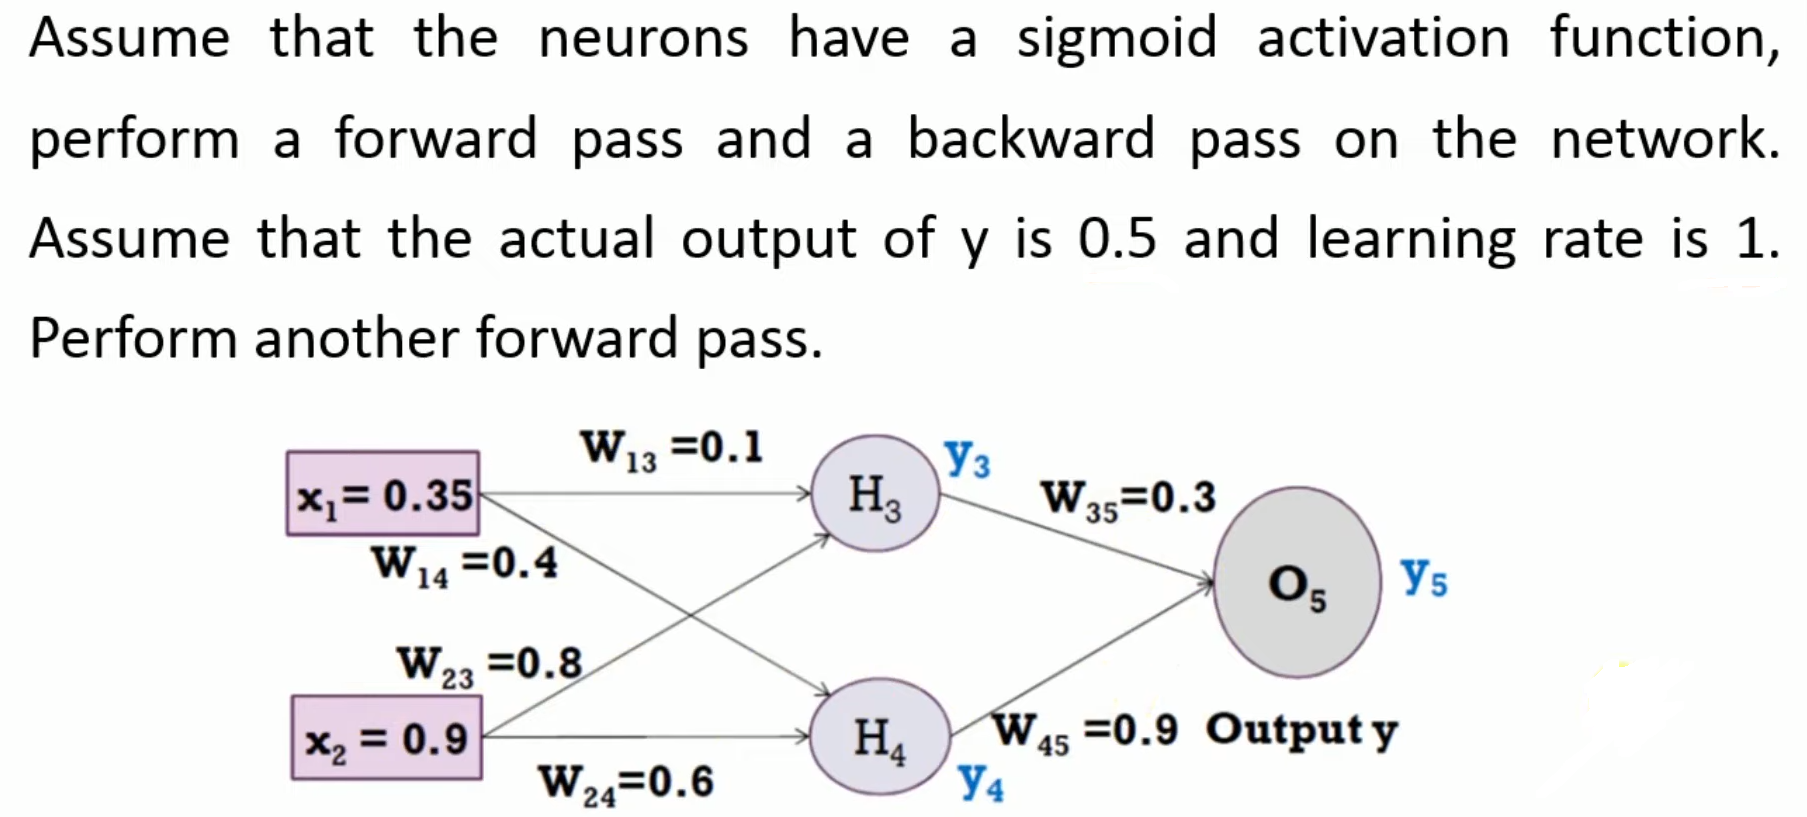 Assume that the neurons have a sigmoid activation function,
perform a forward pass and a backward pass on the network.
Assume that the actual output of y is 0.5 and learning rate is 1.
Perform another forward pass.
W₁₃ =0.1
y₃
x₁= 0.35
H₃
W₃₅=0.3
W₁₄ =0.4
O₅
y₅
W₂₃ =0.8
x₂ = 0.9
H₄
W₄₅ =0.9 Output y
W₂₄=0.6
y₄